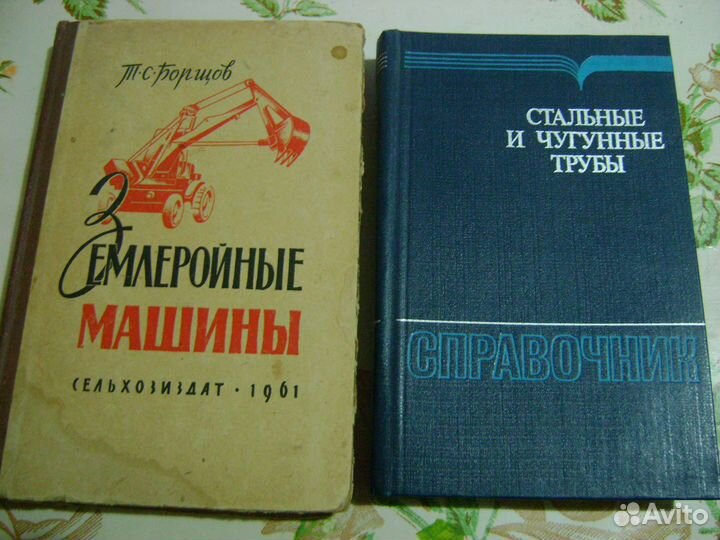 Т.С. Борщов
ЗЕМЛЕРОЙНЫЕ
МАШИНЫ
СЕЛЬХОЗИЗДАТ · 1961
СТАЛЬНЫЕ
И ЧУГУННЫЕ
ТРУБЫ
СПРАВОЧНИК
Avito